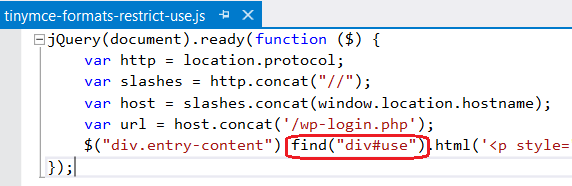 tinymce-formats-restrict-use.js
jQuery(document).ready(function ($) {
var http = location.protocol;
var slashes = http.concat("//");
var host = slashes.concat(window.location.hostname);
var url = host.concat('/wp-login.php');
$("div.entry-content").find("div#use").html('<p style=
});